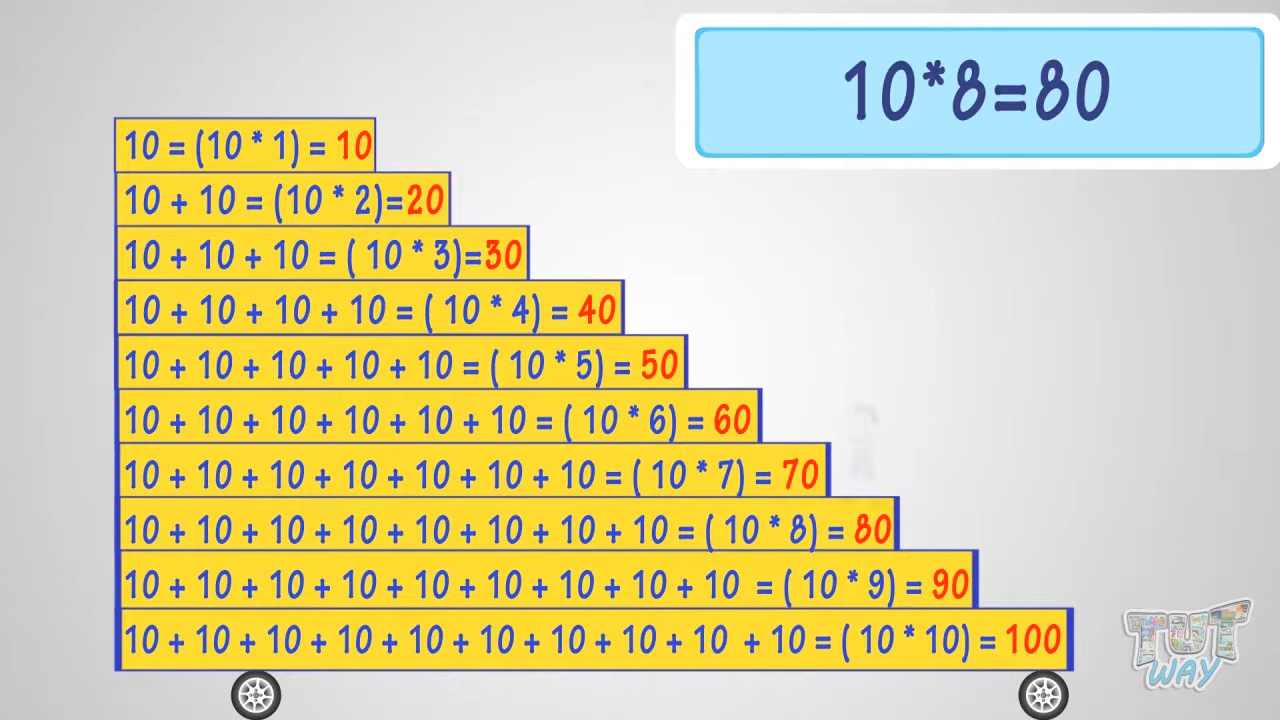 10*8=80
10 = (10 * 1) = 10
10 + 10 = (10 * 2)=20
10 + 10 + 10 = ( 10 * 3)=30
10 + 10 + 10 + 10 = ( 10 * 4) = 40
10 + 10 + 10 + 10 + 10 = ( 10 * 5) = 50
10 + 10 + 10 + 10 + 10 + 10 = ( 10 * 6) = 60
10 + 10 + 10 + 10 + 10 + 10 + 10 = ( 10 * 7) = 70
10 + 10 + 10 + 10 + 10 + 10 + 10 + 10 = ( 10 * 8) = 80
10 + 10 + 10 + 10 + 10 + 10 + 10 + 10 + 10 = ( 10 * 9) = 90
10 + 10 + 10 + 10 + 10 + 10 + 10 + 10 + 10 + 10 = ( 10 * 10) = 100
TUT
WAY